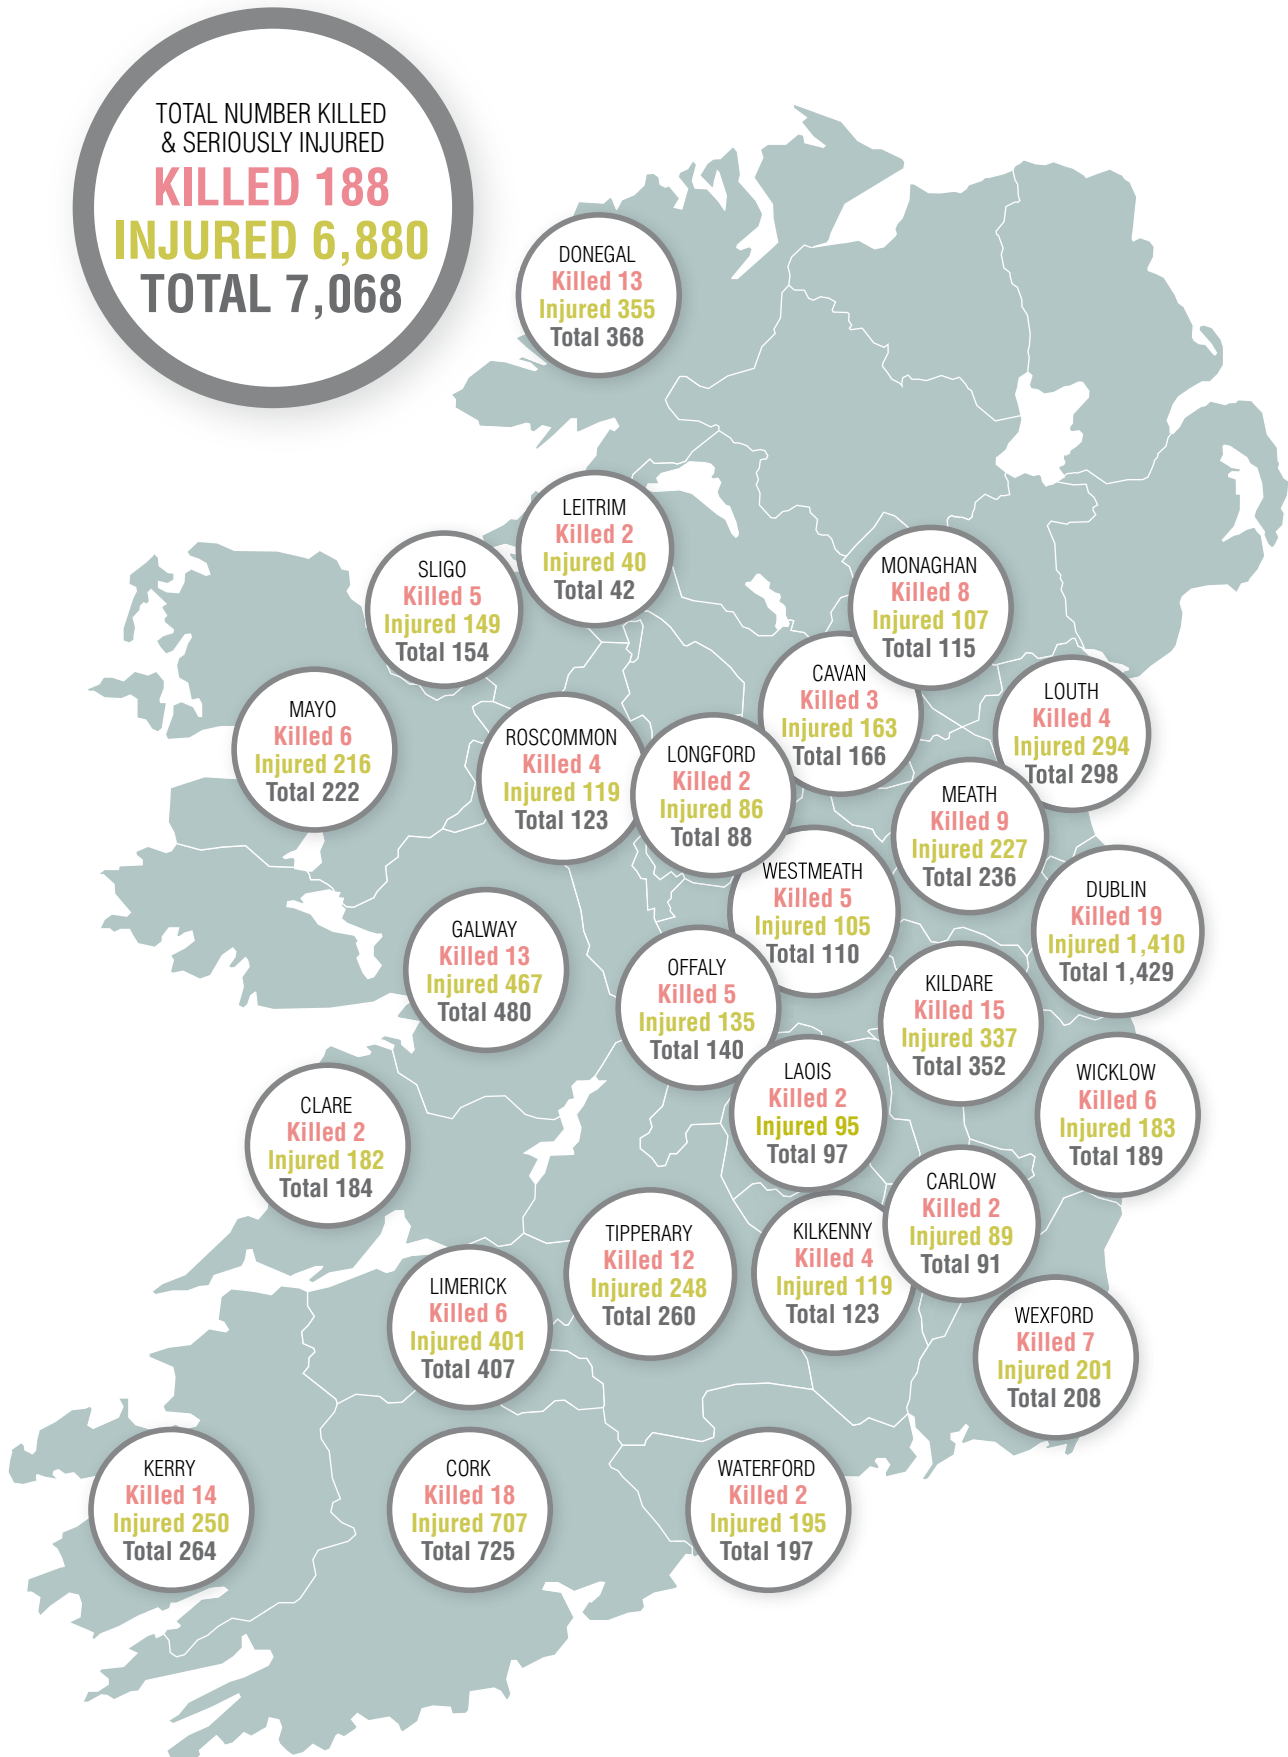 TOTAL NUMBER KILLED
& SERIOUSLY INJURED
KILLED 188
INJURED 6,880
TOTAL 7,068
DONEGAL
Killed 13
Injured 355
Total 368
LEITRIM
Killed 2
Injured 40
Total 42
SLIGO
Killed 5
Injured 149
Total 154
MONAGHAN
Killed 8
Injured 107
Total 115
CAVAN
Killed 3
Injured 163
Total 166
LOUTH
Killed 4
Injured 294
Total 298
MAYO
Killed 6
Injured 216
Total 222
ROSCOMMON
Killed 4
Injured 119
Total 123
LONGFORD
Killed 2
Injured 86
Total 88
MEATH
Killed 9
Injured 227
Total 236
WESTMEATH
Killed 5
Injured 105
Total 110
DUBLIN
Killed 19
Injured 1,410
Total 1,429
GALWAY
Killed 13
Injured 467
Total 480
OFFALY
Killed 5
Injured 135
Total 140
KILDARE
Killed 15
Injured 337
Total 352
LAOIS
Killed 2
Injured 95
Total 97
WICKLOW
Killed 6
Injured 183
Total 189
CLARE
Killed 2
Injured 182
Total 184
CARLOW
Killed 2
Injured 89
Total 91
TIPPERARY
Killed 12
Injured 248
Total 260
KILKENNY
Killed 4
Injured 119
Total 123
LIMERICK
Killed 6
Injured 401
Total 407
WEXFORD
Killed 7
Injured 201
Total 208
KERRY
Killed 14
Injured 250
Total 264
CORK
Killed 18
Injured 707
Total 725
WATERFORD
Killed 2
Injured 195
Total 197